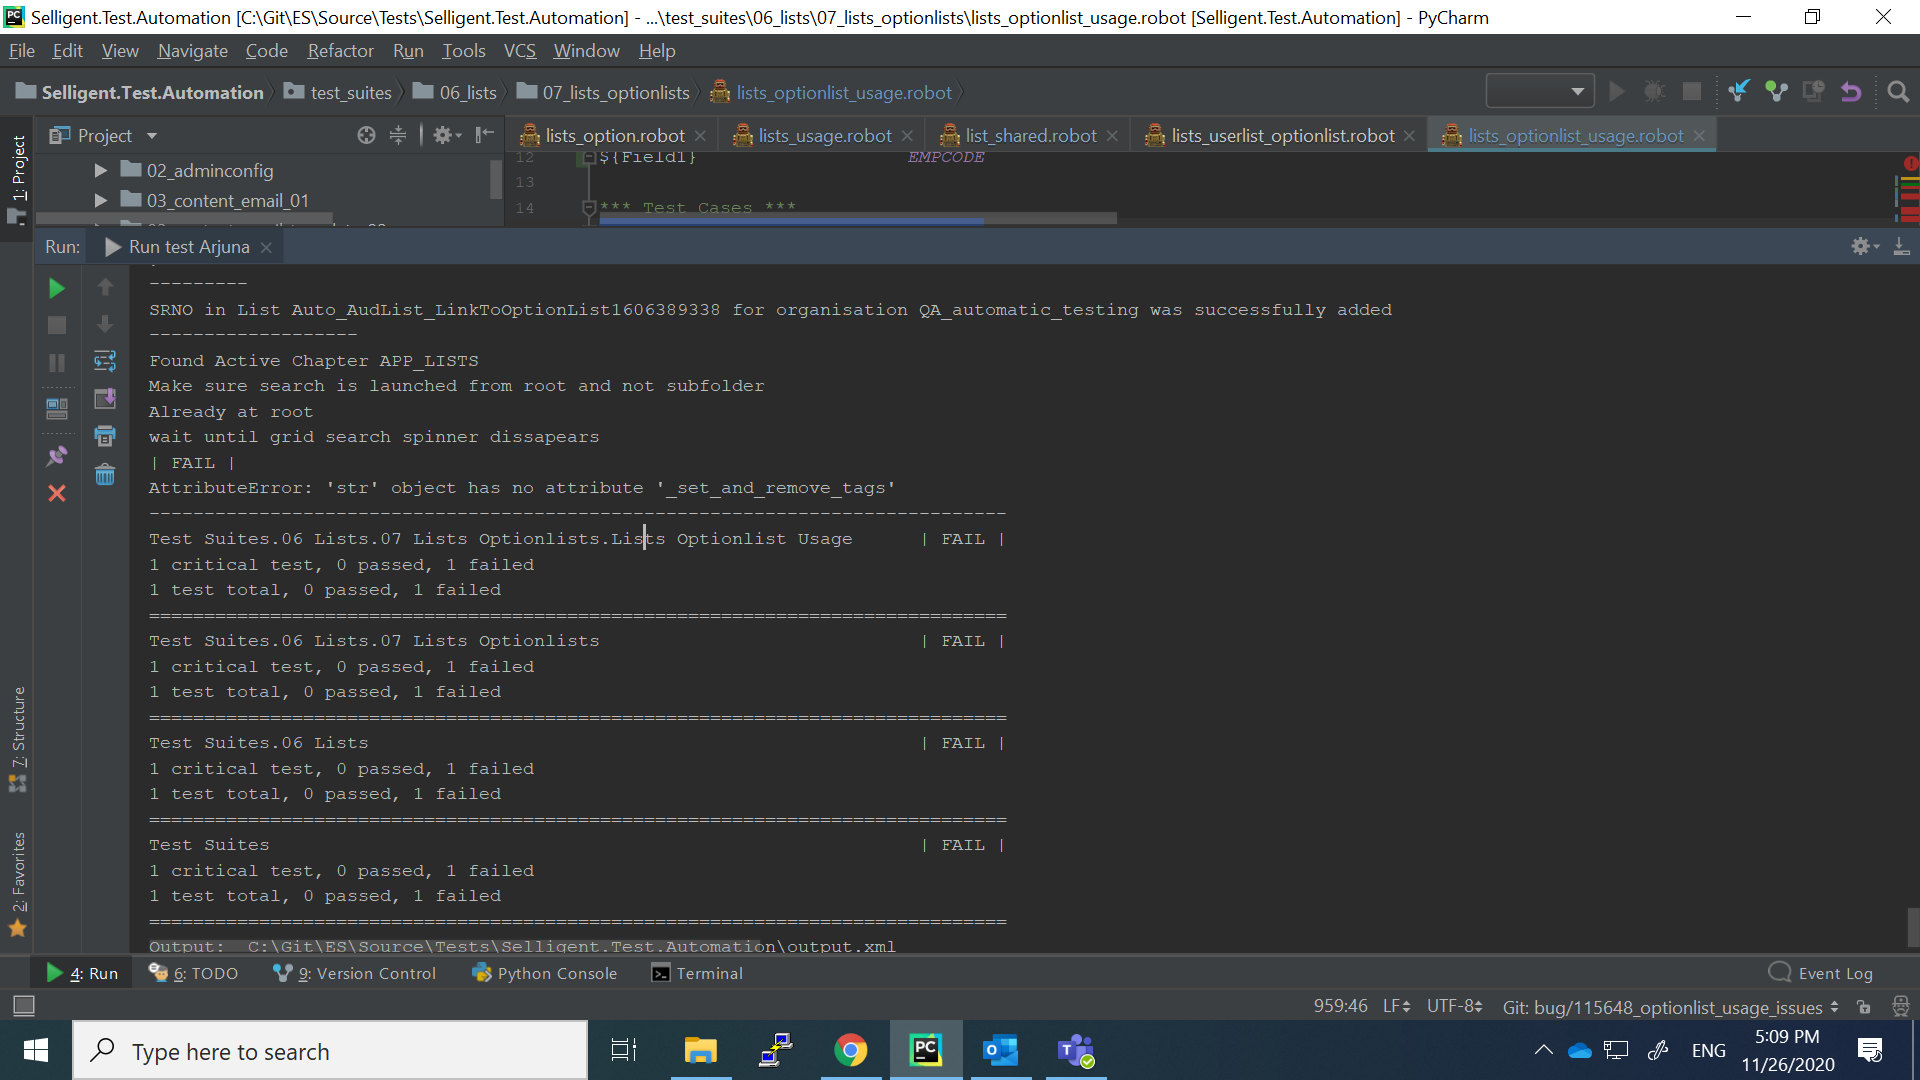 Selligent.Test.Automation [C:\Git\ES\Source\Tests\Selligent.Test.Automation] - ...\test_suites\06_lists\07_lists_optionlists\lists_optionlist_usage.robot [Selligent.Test.Automation] - PyCharm
File Edit View Navigate Code Refactor Run Tools VCS Window Help
Selligent.Test.Automation test_suites 06_lists 07_lists_optionlists lists_optionlist_usage.robot
Project lists_option.robot lists_usage.robot list_shared.robot lists_userlist_optionlist.robot lists_optionlist_usage.robot
1: Project
02_adminconfig
03_content_email_01
12 ${Field1} EMPCODE
13
14 *** Test Cases ***
Run: Run test Arjuna
---------
SRNO in List Auto_AudList_LinkToOptionList1606389338 for organisation QA_automatic_testing was successfully added
-------------------
Found Active Chapter APP_LISTS
Make sure search is launched from root and not subfolder
Already at root
wait until grid search spinner dissapears
| FAIL |
AttributeError: 'str' object has no attribute '_set_and_remove_tags'
------------------------------------------------------------------------------
Test Suites.06 Lists.07 Lists Optionlists.Lists Optionlist Usage | FAIL |
1 critical test, 0 passed, 1 failed
1 test total, 0 passed, 1 failed
==============================================================================
Test Suites.06 Lists.07 Lists Optionlists | FAIL |
1 critical test, 0 passed, 1 failed
1 test total, 0 passed, 1 failed
==============================================================================
Test Suites.06 Lists | FAIL |
1 critical test, 0 passed, 1 failed
1 test total, 0 passed, 1 failed
==============================================================================
Test Suites | FAIL |
1 critical test, 0 passed, 1 failed
1 test total, 0 passed, 1 failed
==============================================================================
Output: C:\Git\ES\Source\Tests\Selligent.Test.Automation\output.xml
7: Structure
2: Favorites
4: Run 6: TODO 9: Version Control Python Console Terminal Event Log
959:46 LF UTF-8 Git: bug/115648_optionlist_usage_issues
Type here to search
ENG
5:09 PM
11/26/2020